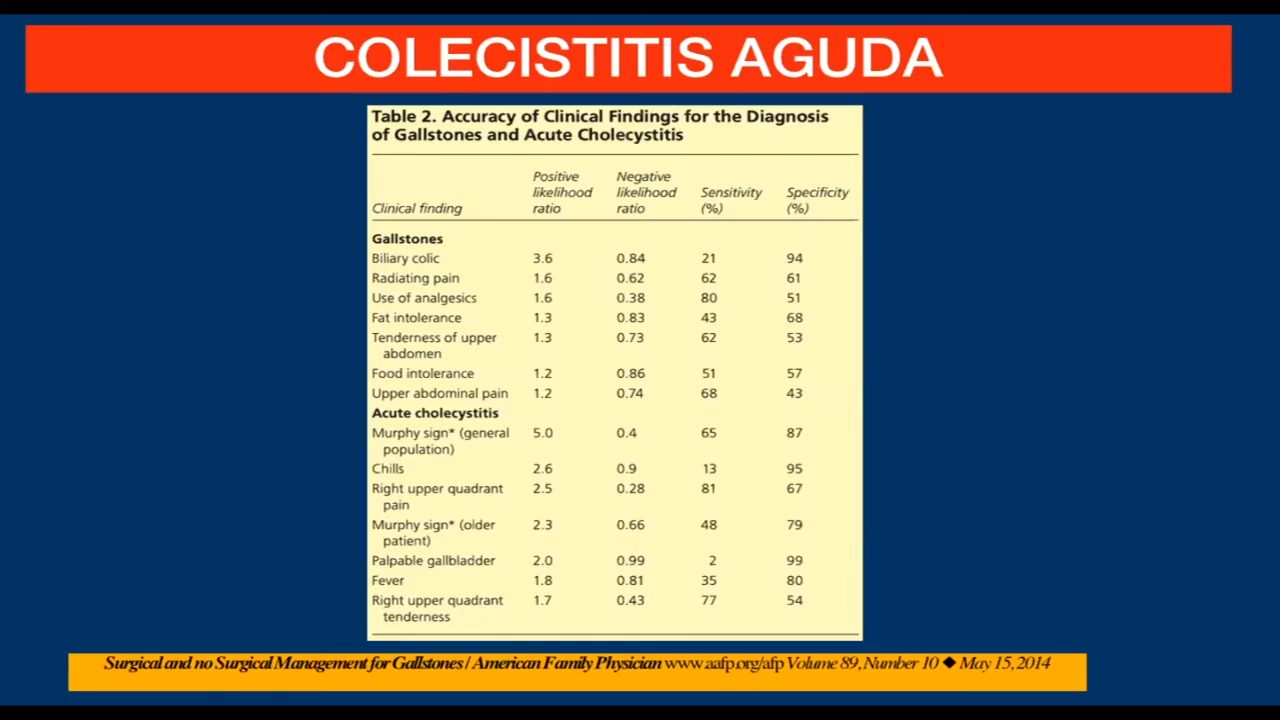 COLECISTITIS AGUDA
Table 2. Accuracy of Clinical Findings for the Diagnosis
of Gallstones and Acute Cholecystitis
Clinical finding Positive likelihood ratio Negative likelihood ratio Sensitivity (%) Specificity (%)
Gallstones
Biliary colic 3.6 0.84 21 94
Radiating pain 1.6 0.62 62 61
Use of analgesics 1.6 0.38 80 51
Fat intolerance 1.3 0.83 43 68
Tenderness of upper 1.3 0.73 62 53
abdomen
Food intolerance 1.2 0.86 51 57
Upper abdominal pain 1.2 0.74 68 43
Acute cholecystitis
Murphy sign* (general 5.0 0.4 65 87
population)
Chills 2.6 0.9 13 95
Right upper quadrant 2.5 0.28 81 67
pain
Murphy sign* (older 2.3 0.66 48 79
patient)
Palpable gallbladder 2.0 0.99 2 99
Fever 1.8 0.81 35 80
Right upper quadrant 1.7 0.43 77 54
tenderness
Surgical and no Surgical Management for Gallstones / American Family Physician www.aafp.org/afp Volume 89, Number 10 ◆ May 15, 2014